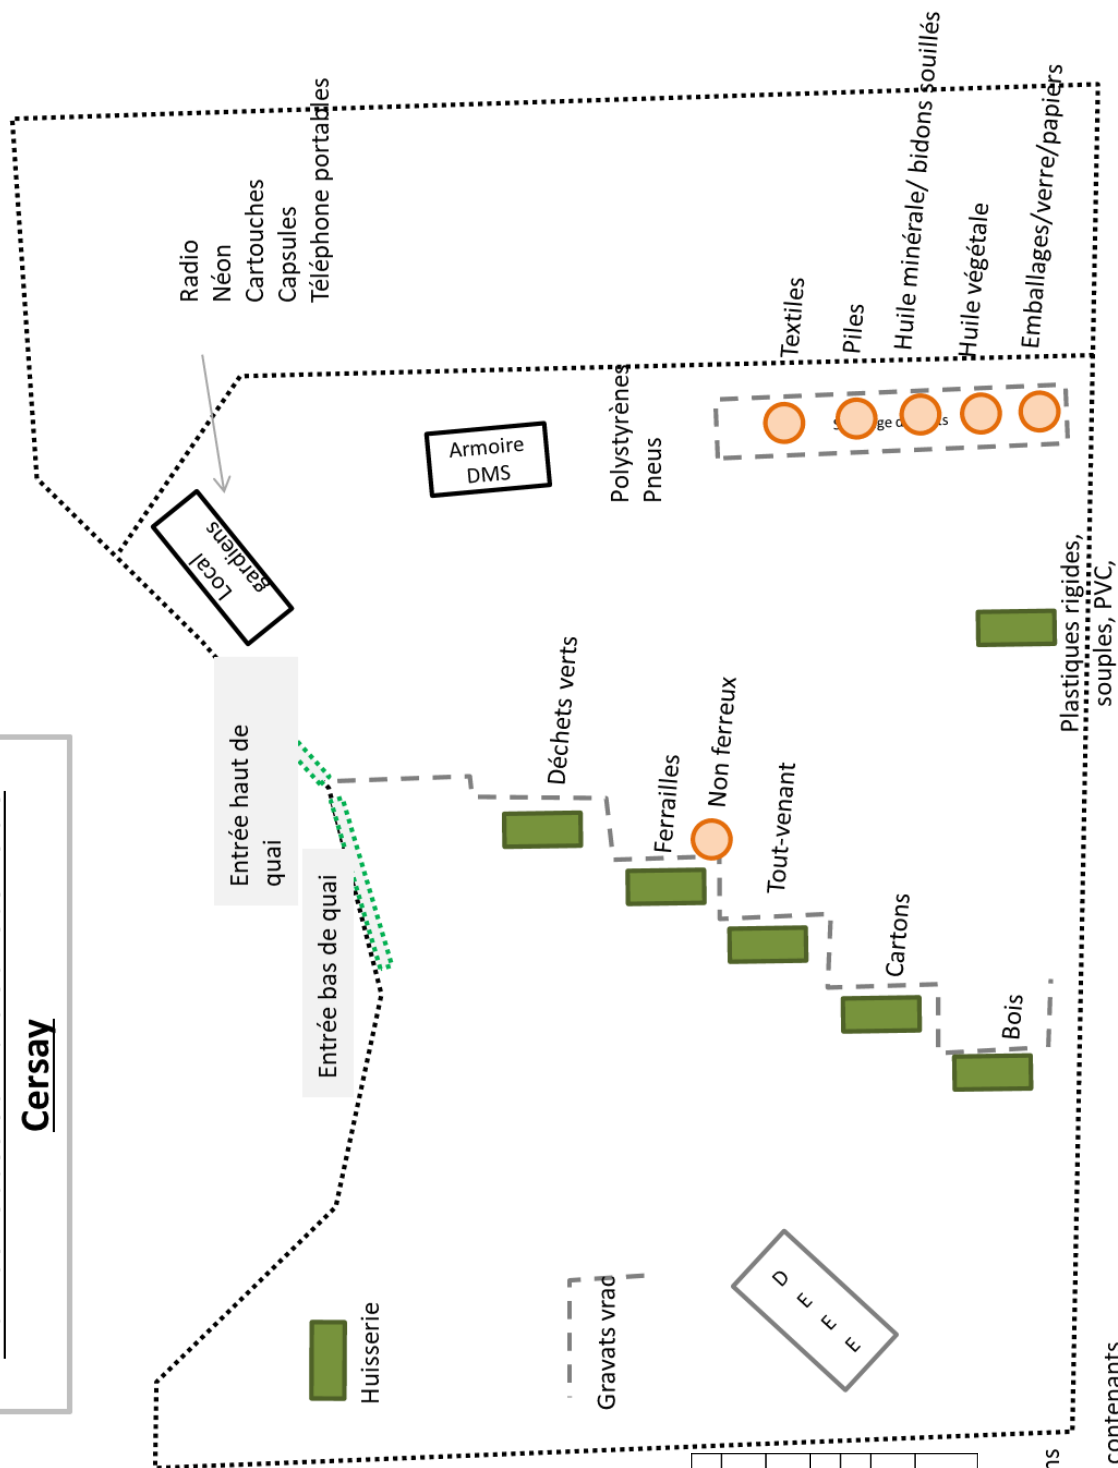 Cersay
Radio
Néon
Cartouches
Capsules
Téléphone portables
Local
gardiens
Armoire
DMS
Polystyrènes
Pneus
Textiles
Piles
Huile minérale/ bidons souillés
Huile végétale
Emballages/verre/papiers
Entrée haut de
quai
Entrée bas de quai
Déchets verts
Ferrailles
Non ferreux
Tout-venant
Cartons
Bois
Plastiques rigides,
souples, PVC,
Huisserie
Gravats vrac
D
E
E
E
contenants